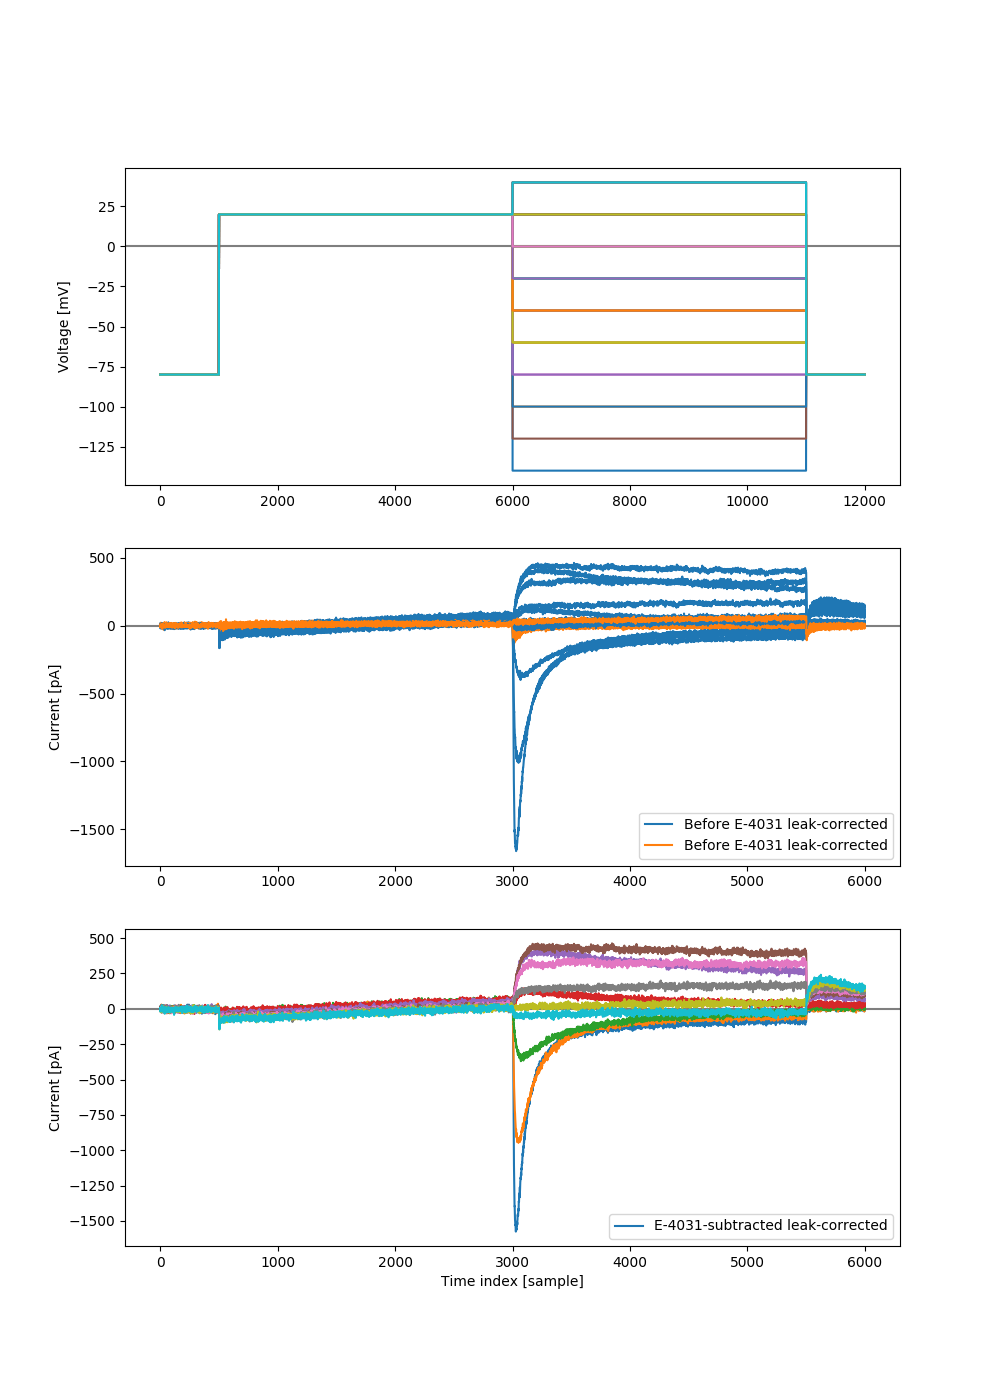 25
0
−25
−50
−75
−100
−125
Voltage [mV]
0 2000 4000 6000 8000 10000 12000
500
0
−500
−1000
−1500
Current [pA]
Before E-4031 leak-corrected
Before E-4031 leak-corrected
0 1000 2000 3000 4000 5000 6000
500
250
0
−250
−500
−750
−1000
−1250
−1500
Current [pA]
E-4031-subtracted leak-corrected
0 1000 2000 3000 4000 5000 6000
Time index [sample]